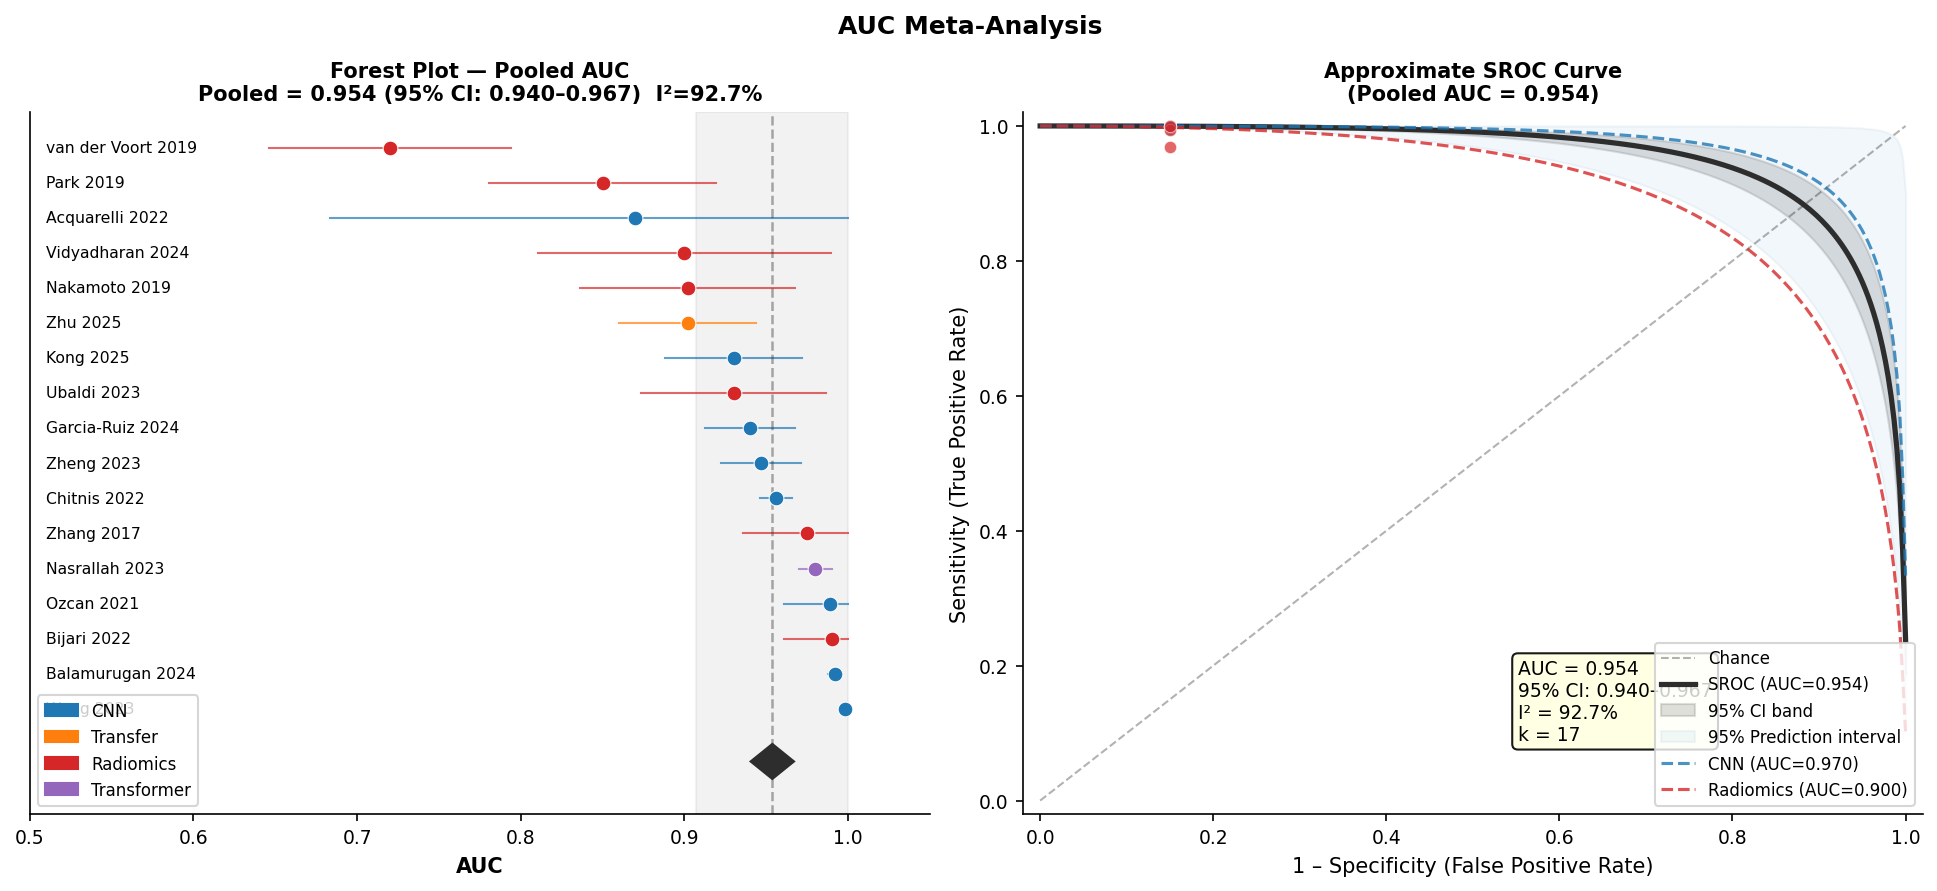 AUC Meta-Analysis
Forest Plot — Pooled AUC
Pooled = 0.954 (95% CI: 0.940–0.967)  I²=92.7%
van der Voort 2019
Park 2019
Acquarelli 2022
Vidyadharan 2024
Nakamoto 2019
Zhu 2025
Kong 2025
Ubaldi 2023
Garcia-Ruiz 2024
Zheng 2023
Chitnis 2022
Zhang 2017
Nasrallah 2023
Ozcan 2021
Bijari 2022
Balamurugan 2024
CNN
Transfer
Radiomics
Transformer
0.5 0.6 0.7 0.8 0.9 1.0
AUC
Approximate SROC Curve
(Pooled AUC = 0.954)
Sensitivity (True Positive Rate)
1.0
0.8
0.6
0.4
0.2
0.0
AUC = 0.954
95% CI: 0.940–0.967
I² = 92.7%
k = 17
Chance
SROC (AUC=0.954)
95% CI band
95% Prediction interval
CNN (AUC=0.970)
Radiomics (AUC=0.900)
0.0 0.2 0.4 0.6 0.8 1.0
1 – Specificity (False Positive Rate)